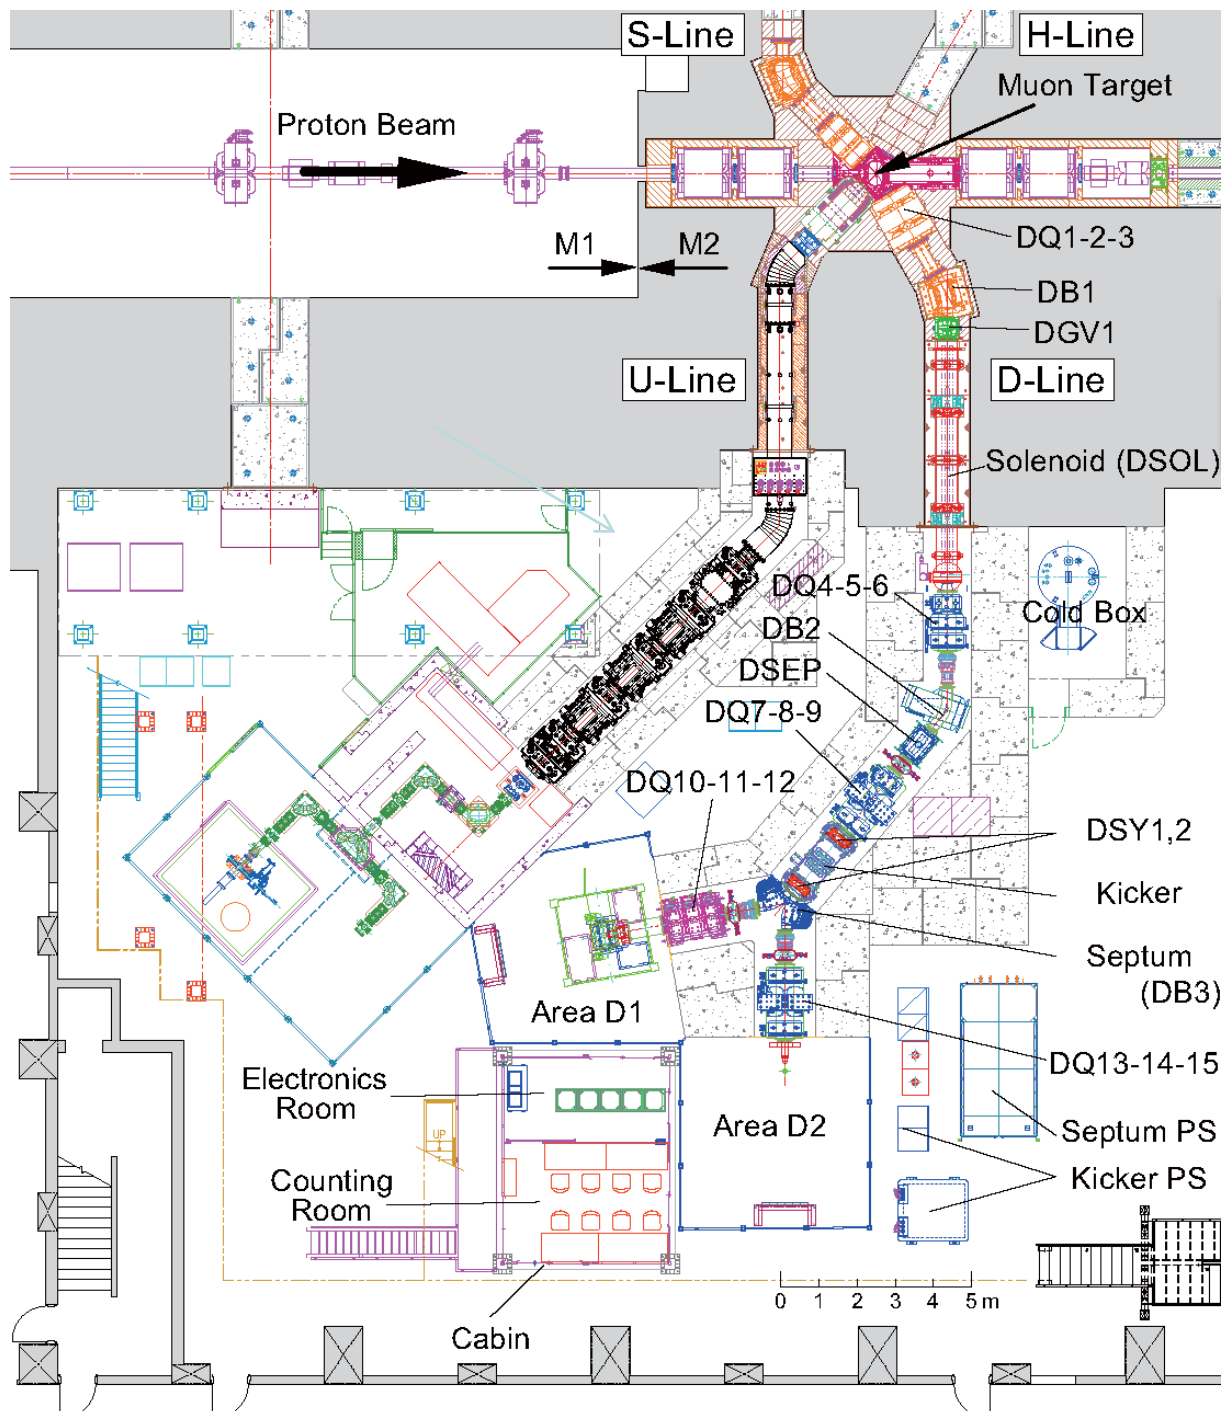 S-Line
H-Line
Muon Target
Proton Beam
DQ1-2-3
M1
M2
DB1
DGV1
U-Line
D-Line
Solenoid (DSOL)
DQ4-5-6
Cold Box
DB2
DSEP
DQ7-8-9
DQ10-11-12
DSY1,2
Kicker
Septum
(DB3)
Area D1
DQ13-14-15
Electronics
Room
UP
Area D2
Septum PS
Kicker PS
Counting
Room
0 1 2 3 4 5 m
Cabin